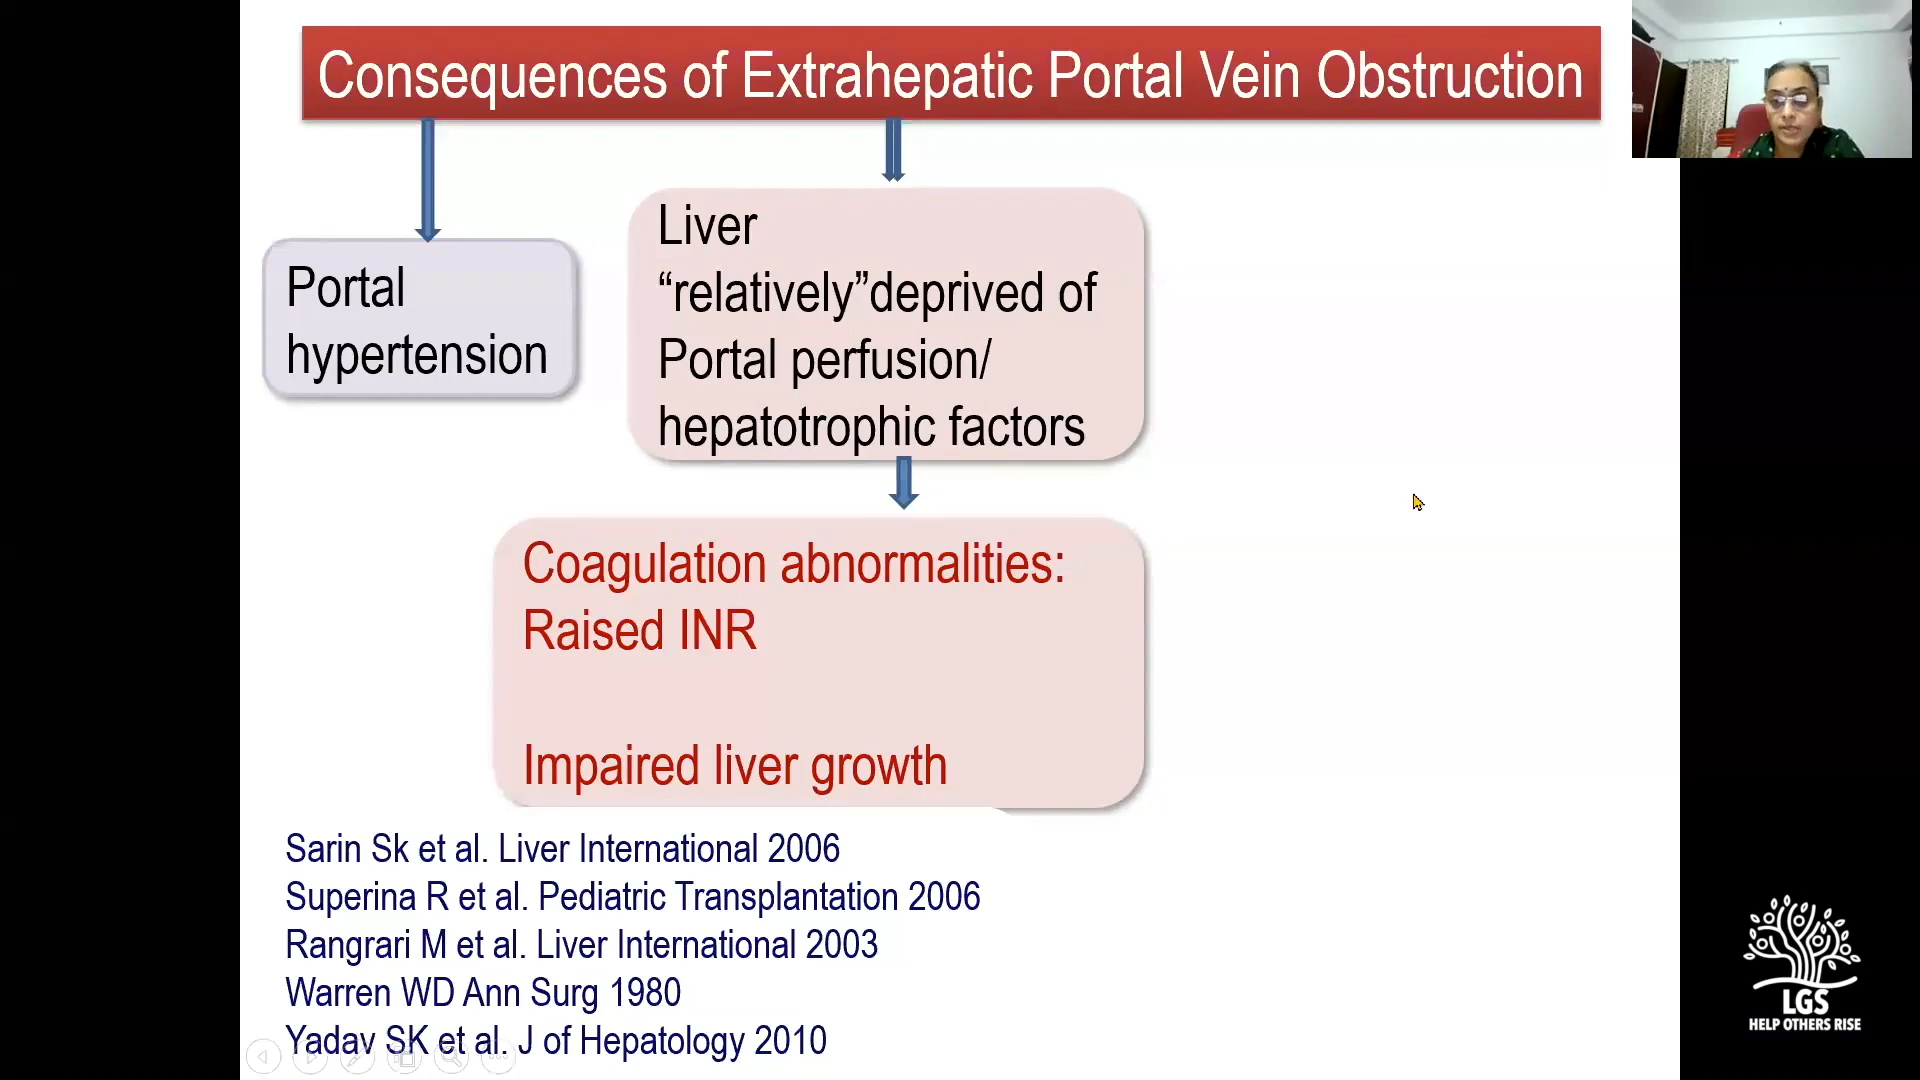 Consequences of Extrahepatic Portal Vein Obstruction
Portal
hypertension
Liver
“relatively”deprived of
Portal perfusion/
hepatotrophic factors
Coagulation abnormalities:
Raised INR
Impaired liver growth
Sarin Sk et al. Liver International 2006
Superina R et al. Pediatric Transplantation 2006
Rangrari M et al. Liver International 2003
Warren WD Ann Surg 1980
Yadav SK et al. J of Hepatology 2010
LGS
HELP OTHERS RISE